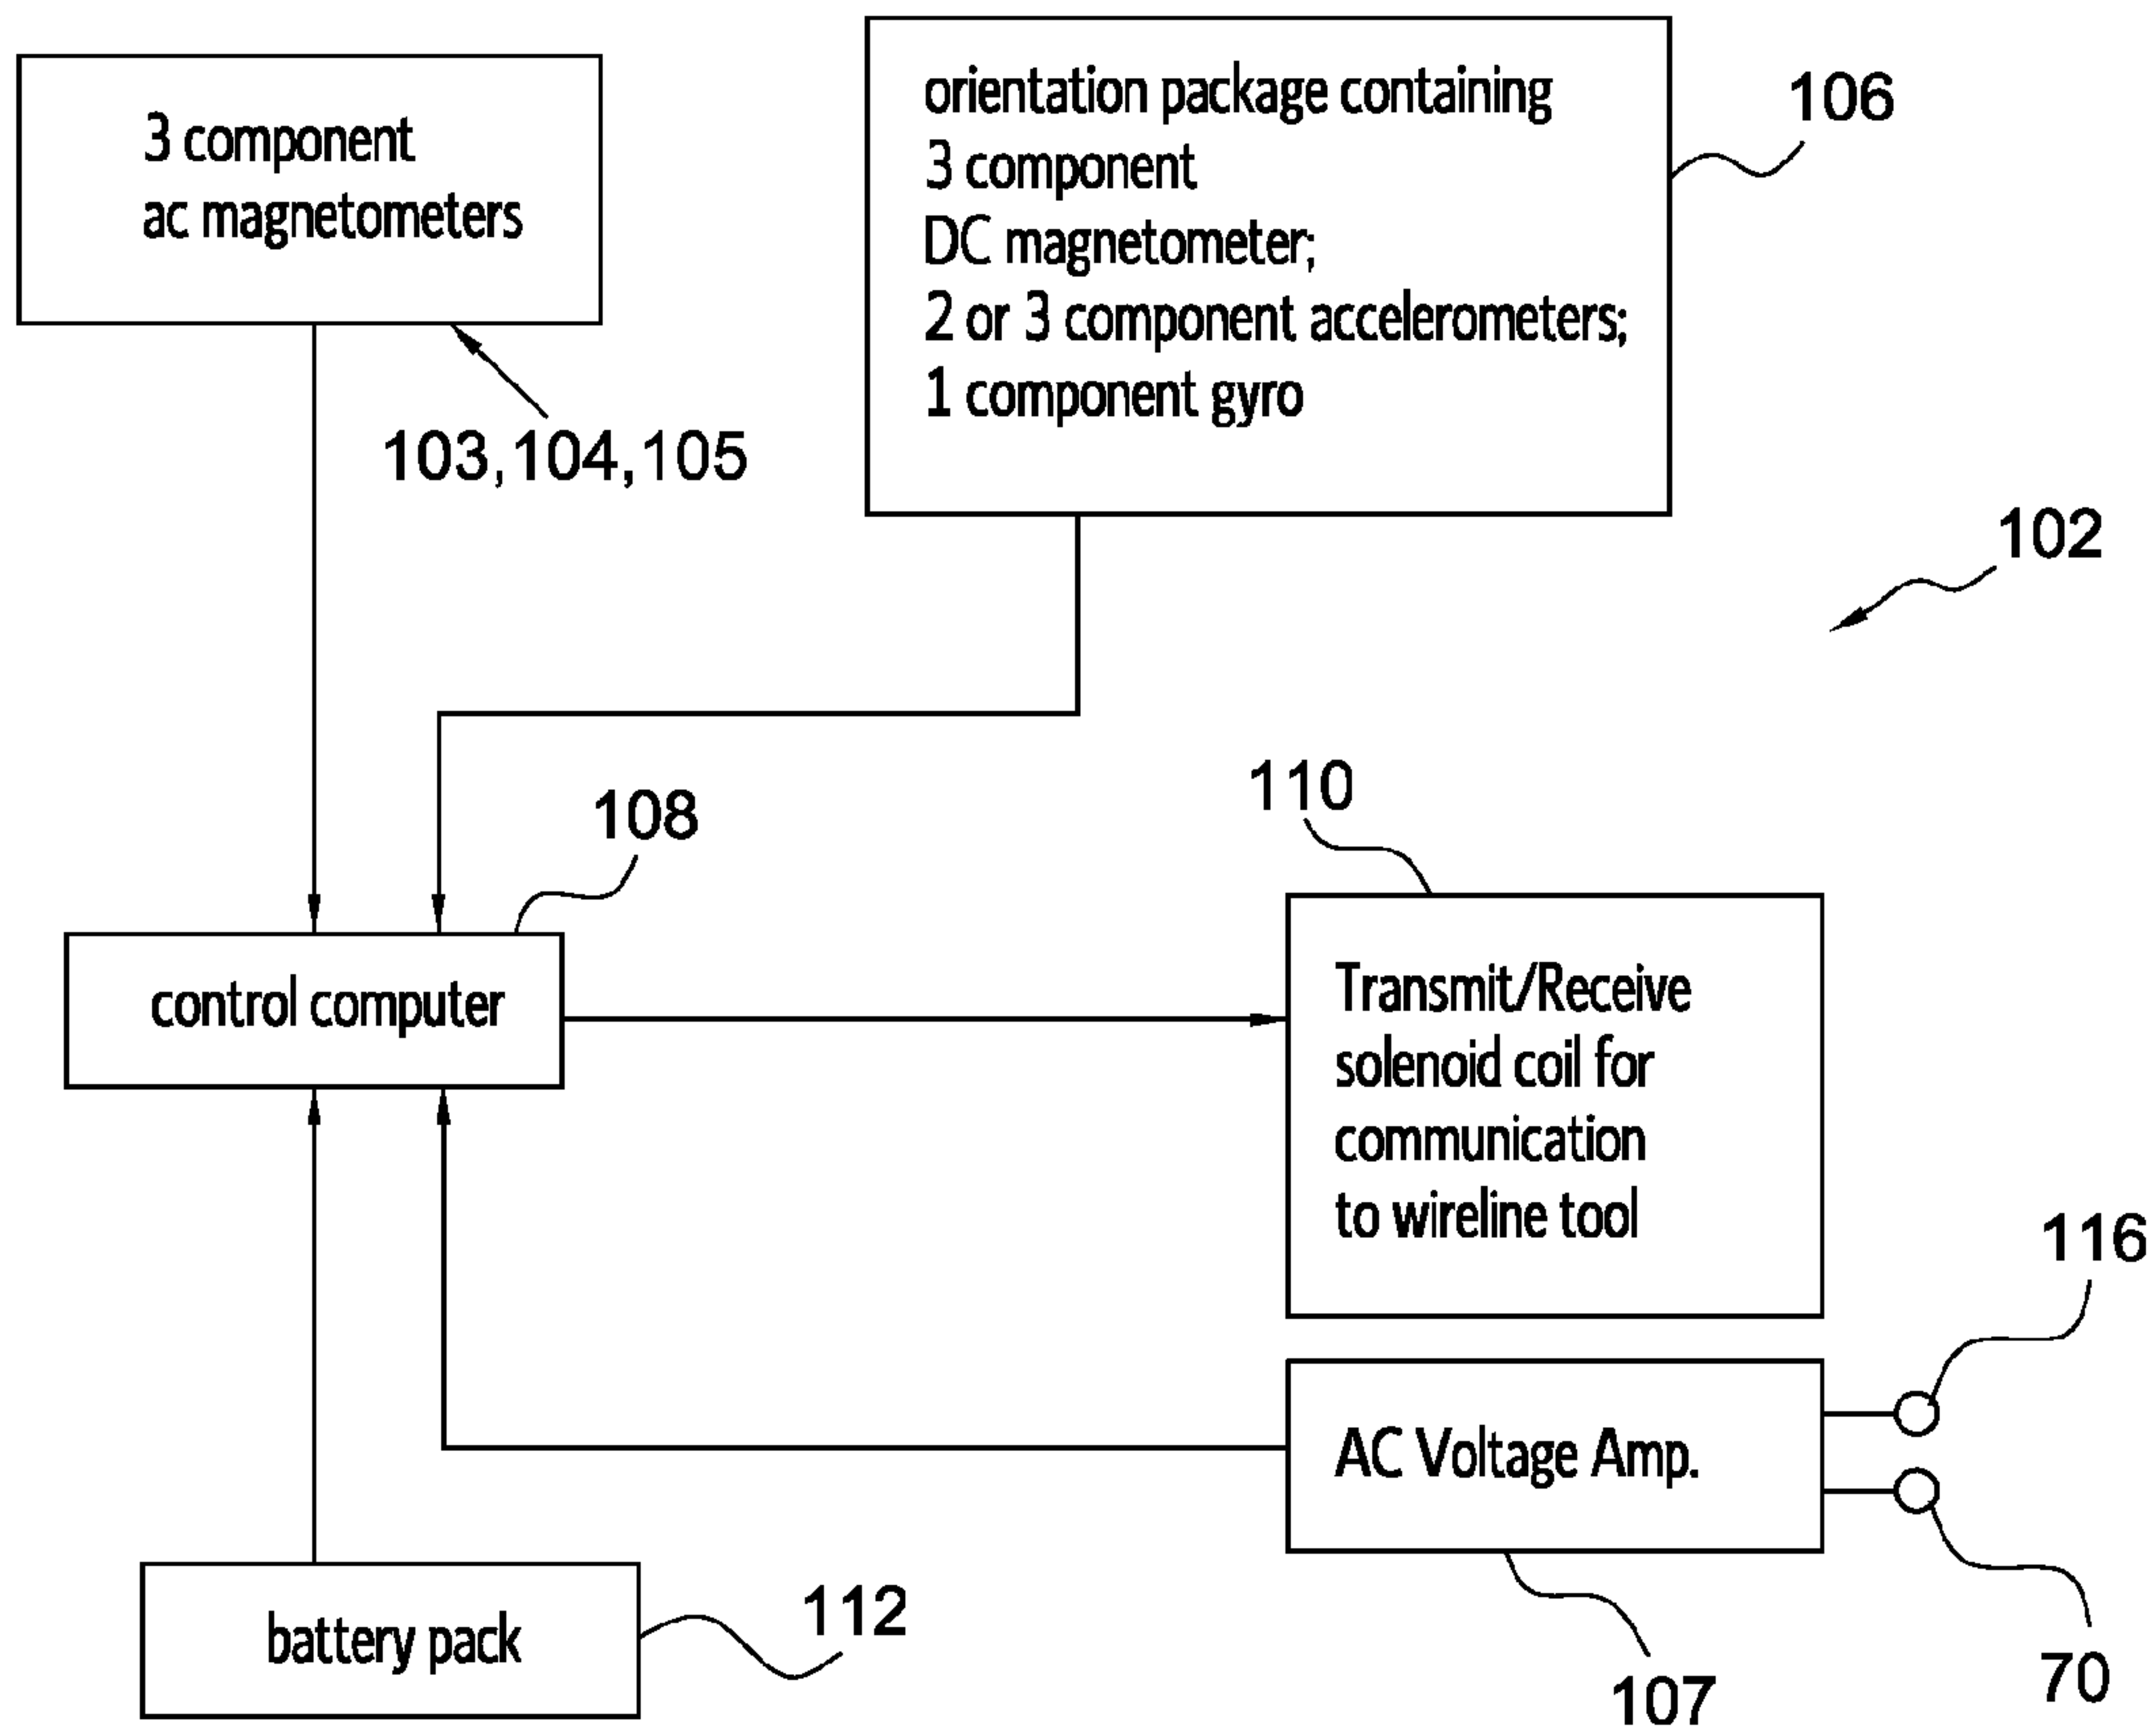 3 component
ac magnetometers
103,104,105
orientation package containing
3 component
DC magnetometer;
2 or 3 component accelerometers;
1 component gyro
106
102
108
control computer
110
Transmit/Receive
solenoid coil for
communication
to wireline tool
116
AC Voltage Amp.
70
107
battery pack
112